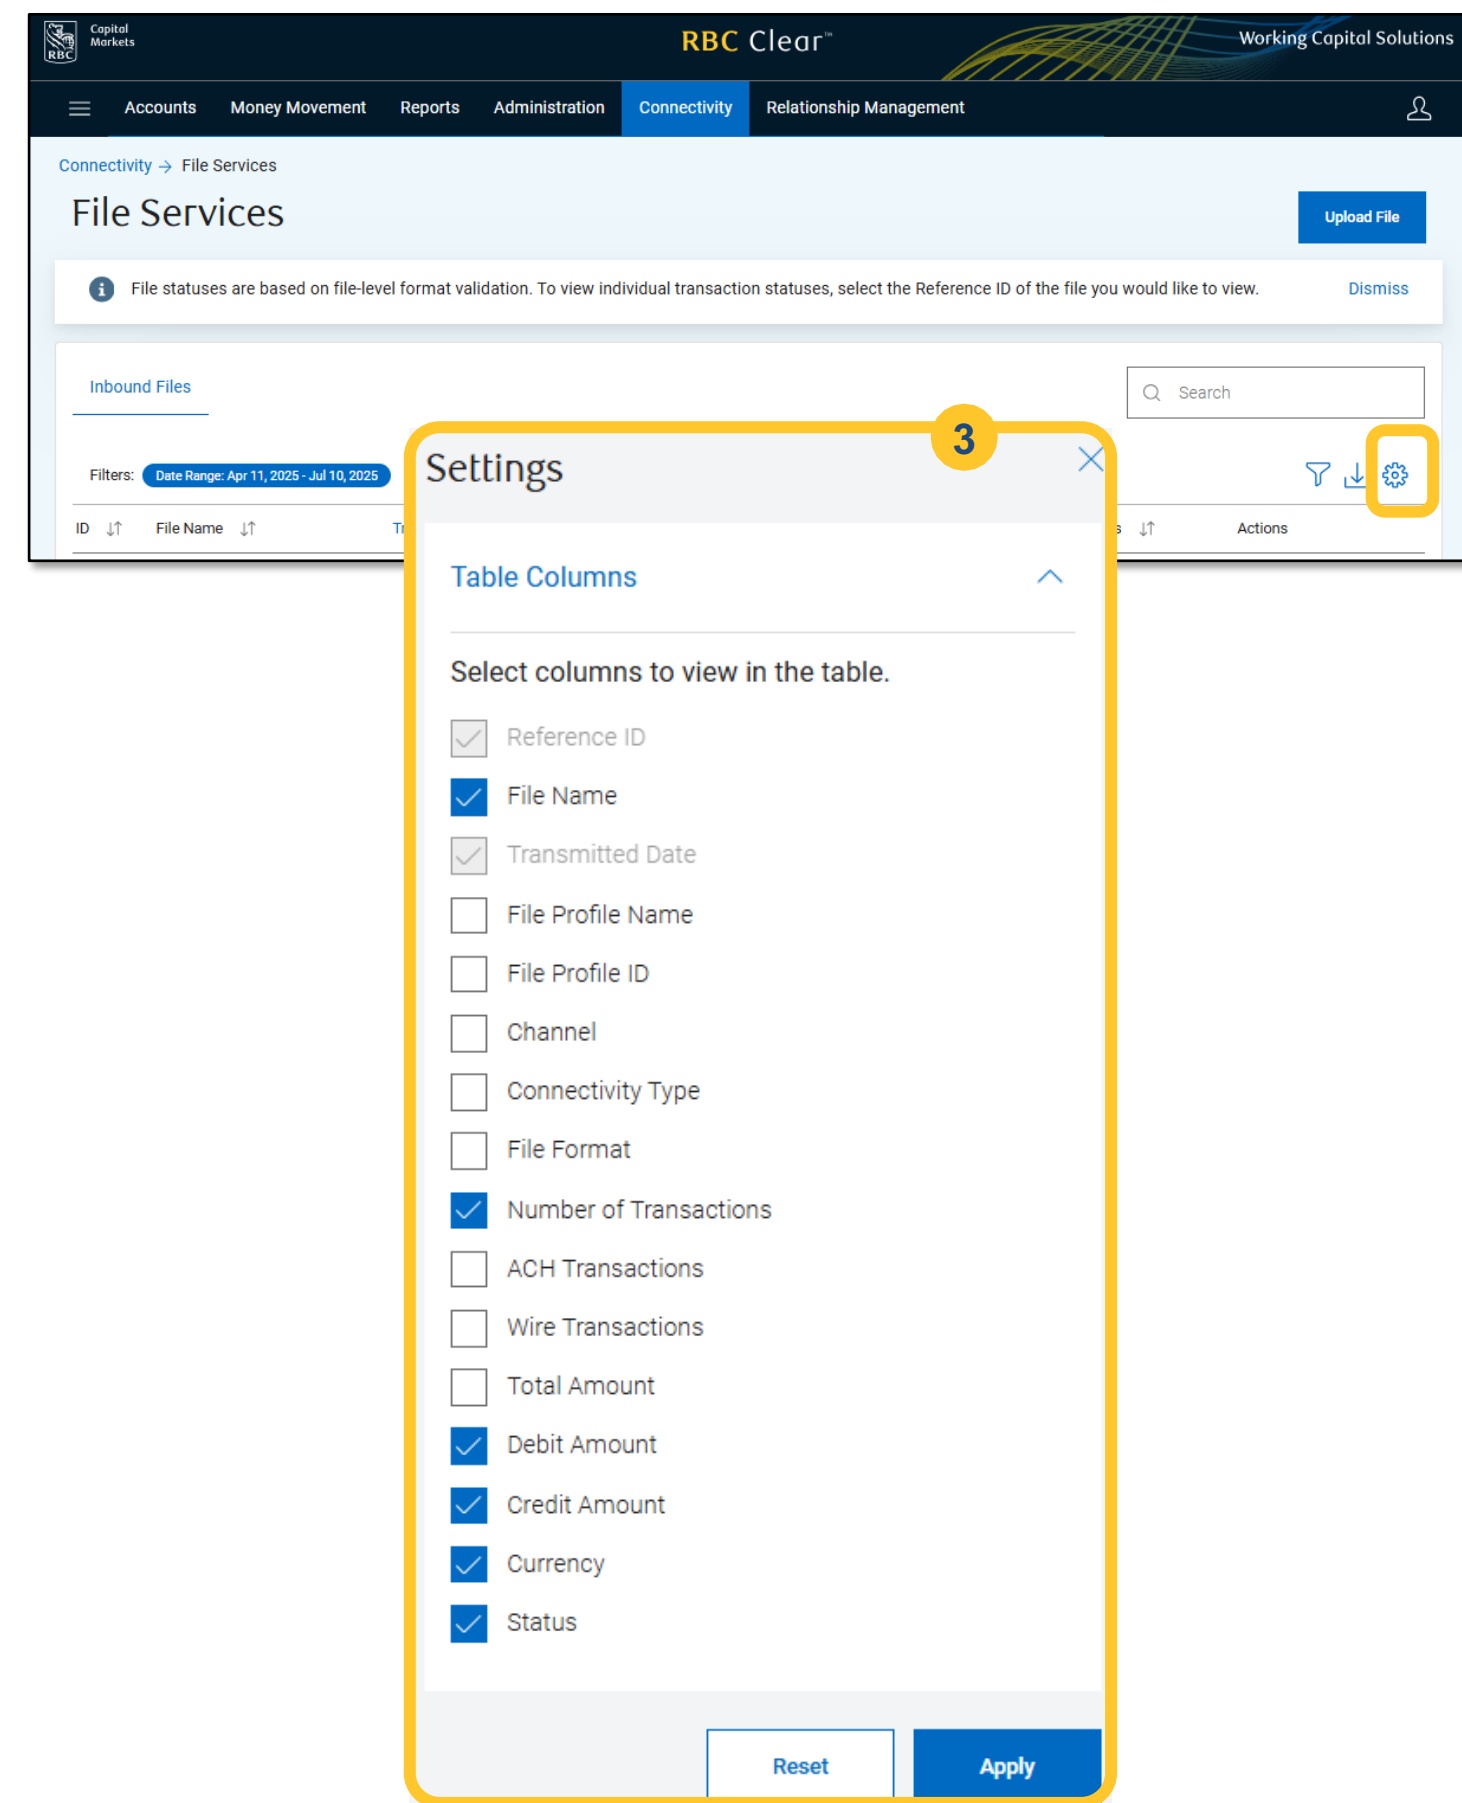 Capital
Markets
RBC
RBC Clear™
Working Capital Solutions
Accounts Money Movement Reports Administration Connectivity Relationship Management
Connectivity → File Services
File Services
Upload File
File statuses are based on file-level format validation. To view individual transaction statuses, select the Reference ID of the file you would like to view. Dismiss
Inbound Files
Search
Filters: Date Range: Apr 11, 2025 - Jul 10, 2025
ID File Name
Actions
3
Settings
Table Columns
Select columns to view in the table.
Reference ID
File Name
Transmitted Date
File Profile Name
File Profile ID
Channel
Connectivity Type
File Format
Number of Transactions
ACH Transactions
Wire Transactions
Total Amount
Debit Amount
Credit Amount
Currency
Status
Reset Apply